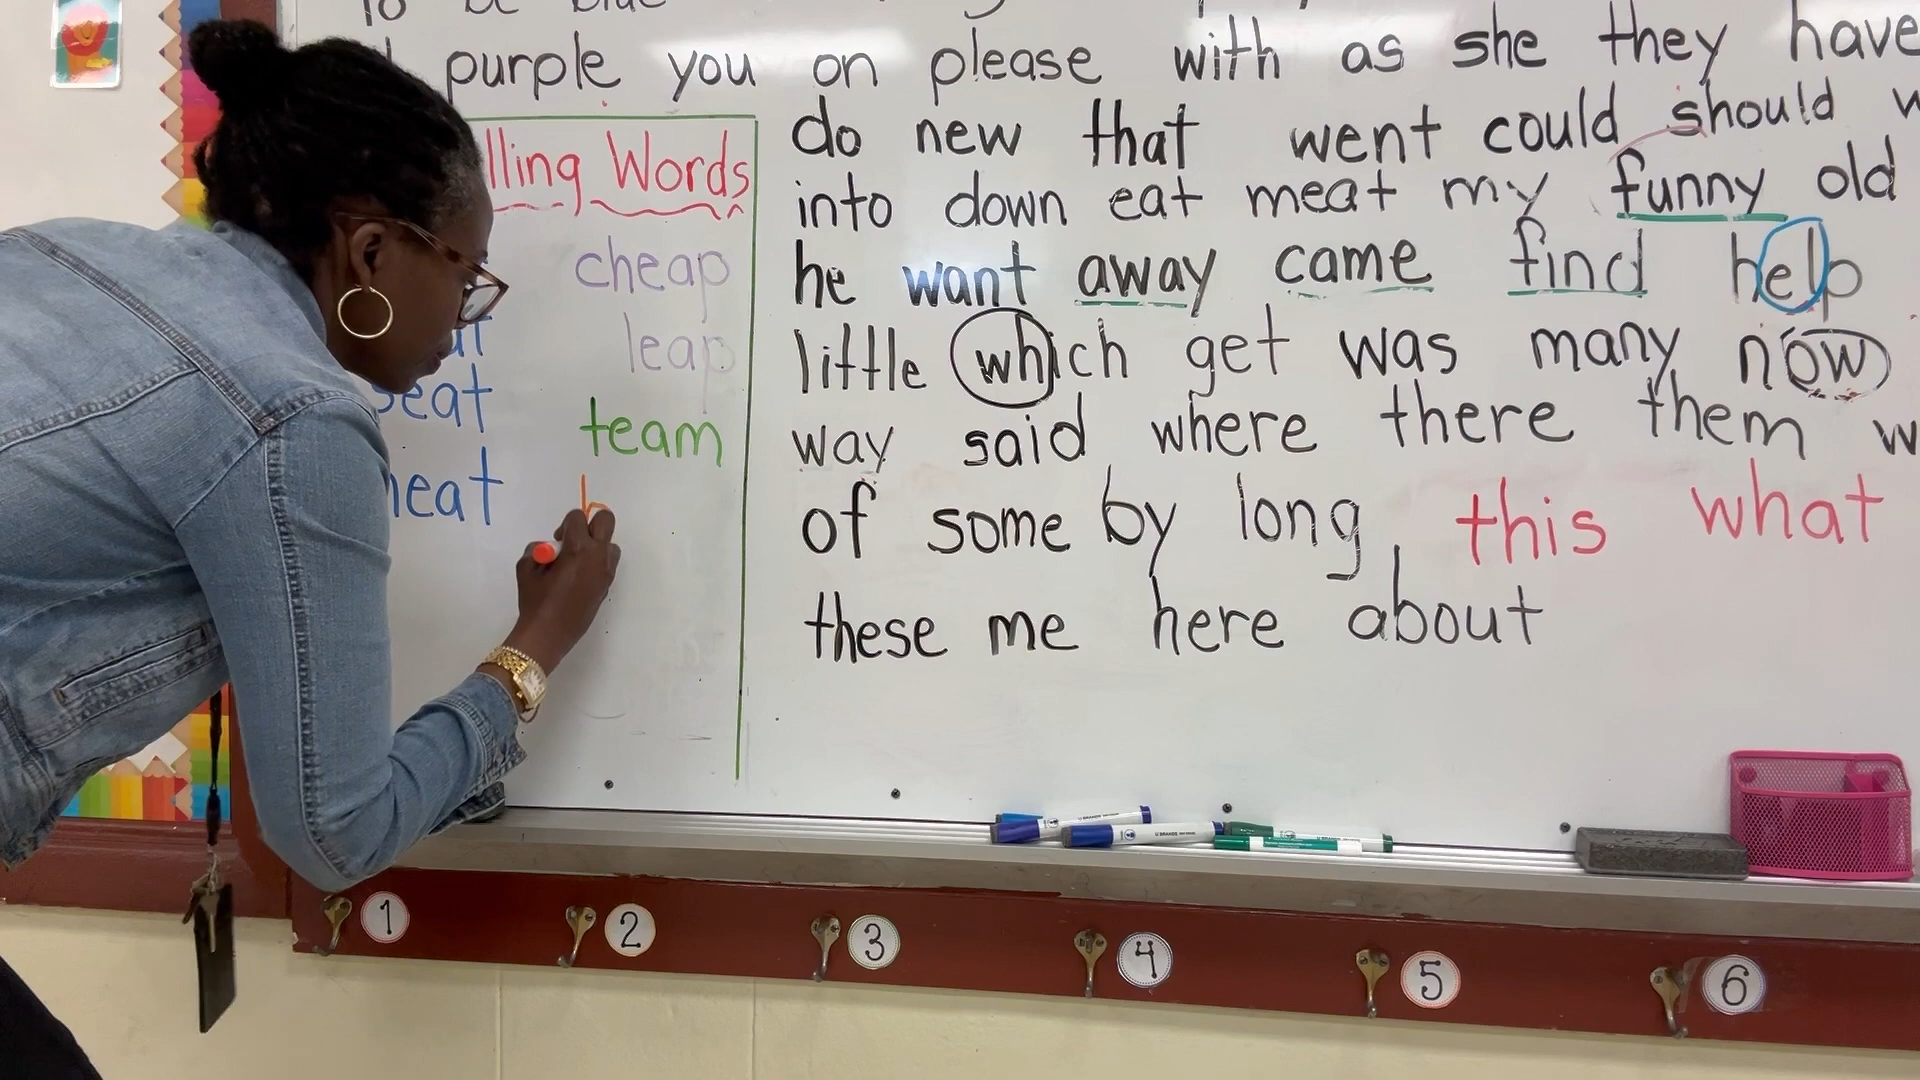 purple you on please with as she they have
lling Words
cheap
leap
seat
team
heat
do new that went could should
into down eat meat my funny old
he want away came find help
little which get was many now
way said where there them
of some by long this what
these me here about
1 2 3 4 5 6